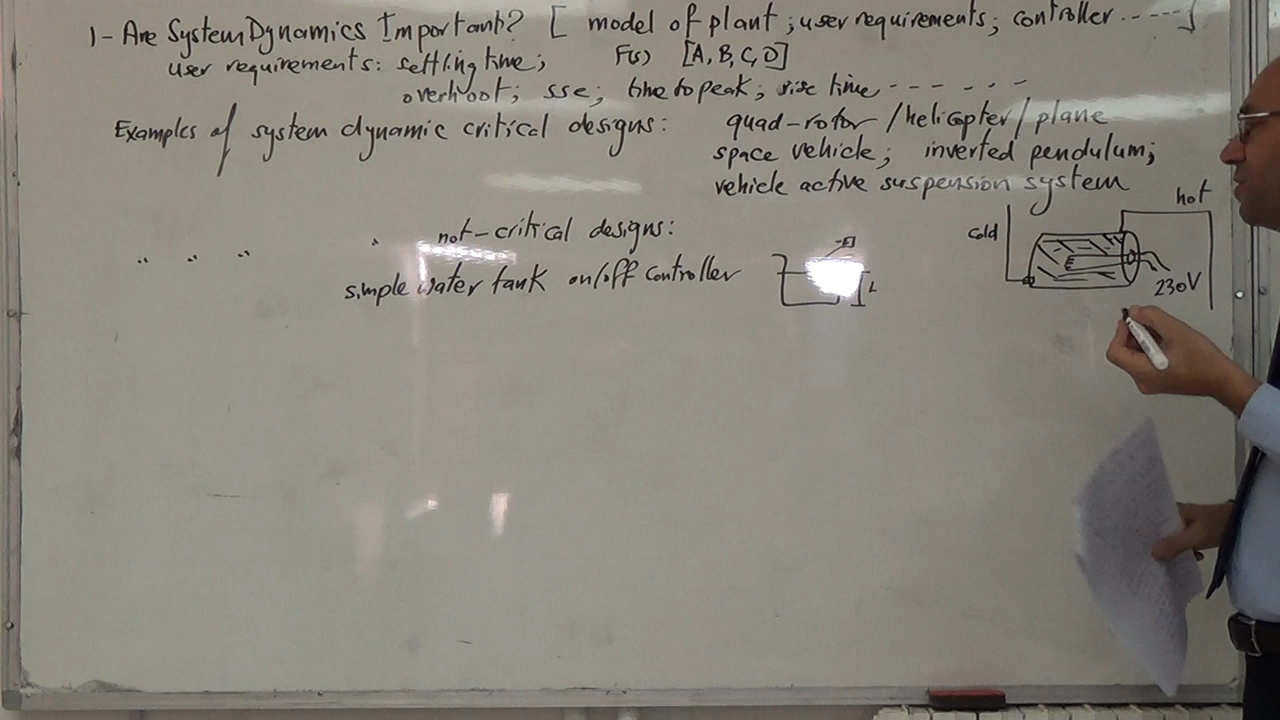 1- Are System Dynamics Important? [ model of plant ; user requirements; controller ........]
user requirements: settling time; F(s) [A, B, C, D]
overhoot; sse; time to peak; rise time - - - - - -
Examples of system dynamic critical designs: quad-rotor / helicopter / plane
space vehicle; inverted pendulum;
vehicle active suspension system
" " " " not-critical designs:
simple water tank on/off controller
L
cold
hot
230V